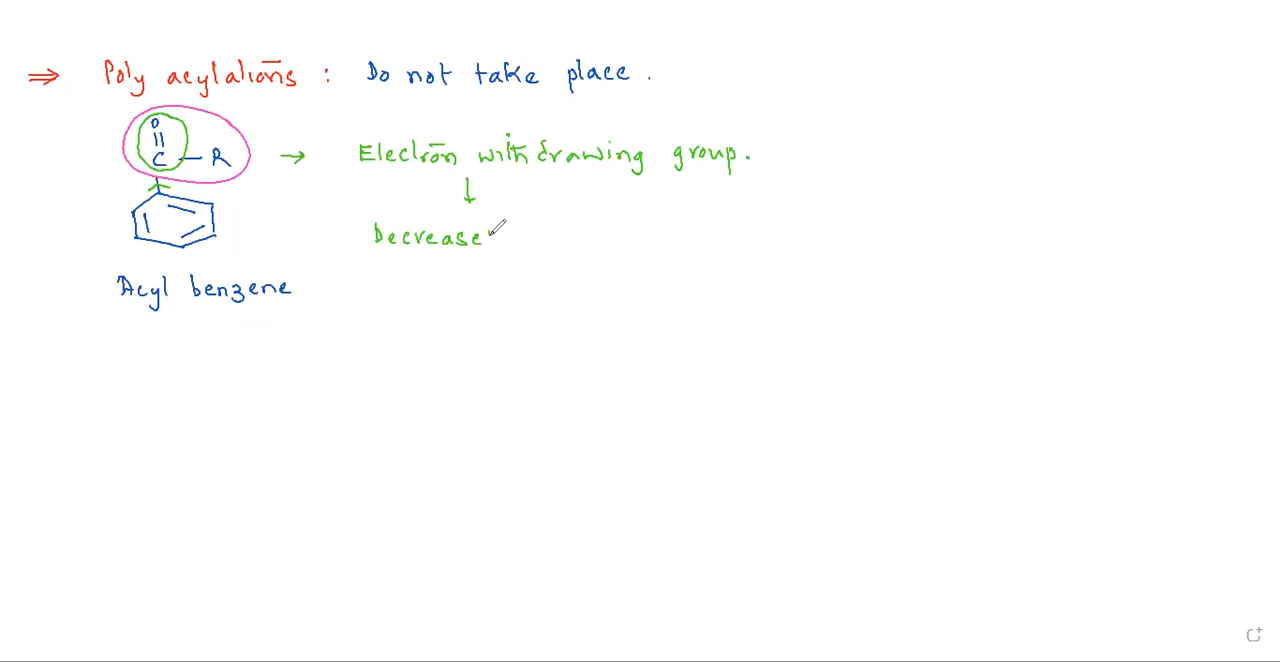 ⇒ Poly acylations : Do not take place .
O
C – R → Electron withdrawing group .
↓
Decrease
Acyl benzene